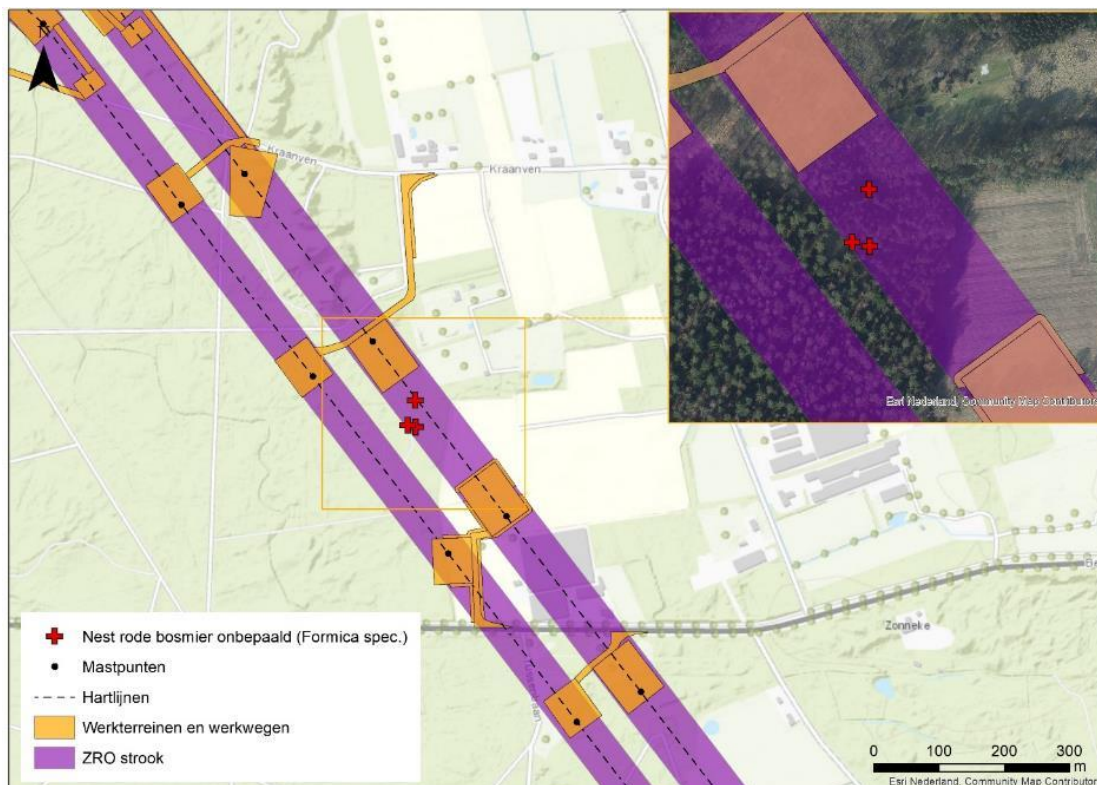 Kraanven
Kraanven
Esri Nederland, Community Map Contributors
Zonneke
Be
Nest rode bosmier onbepaald (Formica spec.)
Mastpunten
Hartlijnen
Werkterreinen en werkwegen
ZRO strook
0 100 200 300
m
Esri Nederland, Community Map Contributors